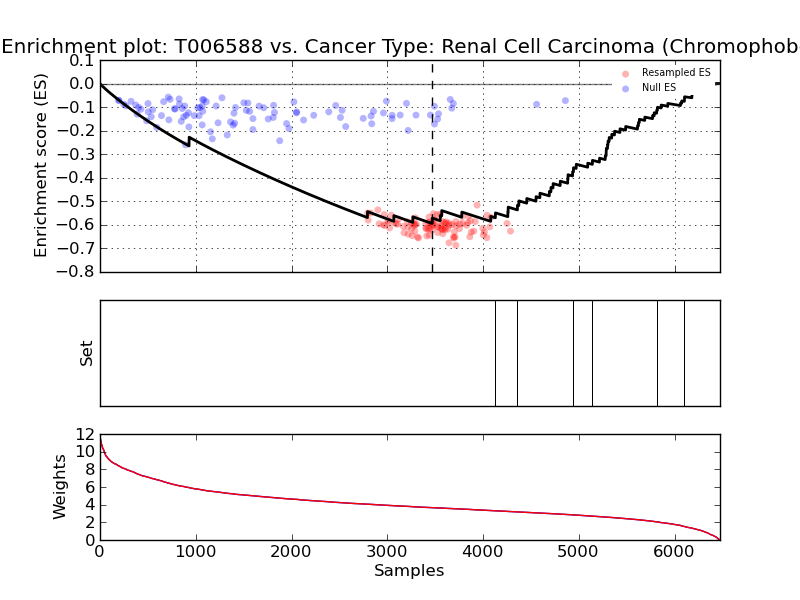 Enrichment plot: T006588 vs. Cancer Type: Renal Cell Carcinoma (Chromophob
0.1
0.0
−0.1
−0.2
−0.3
−0.4
−0.5
−0.6
−0.7
−0.8
Enrichment score (ES)
Resampled ES
Null ES
Set
12
10
8
6
4
2
0
Weights
0 1000 2000 3000 4000 5000 6000
Samples